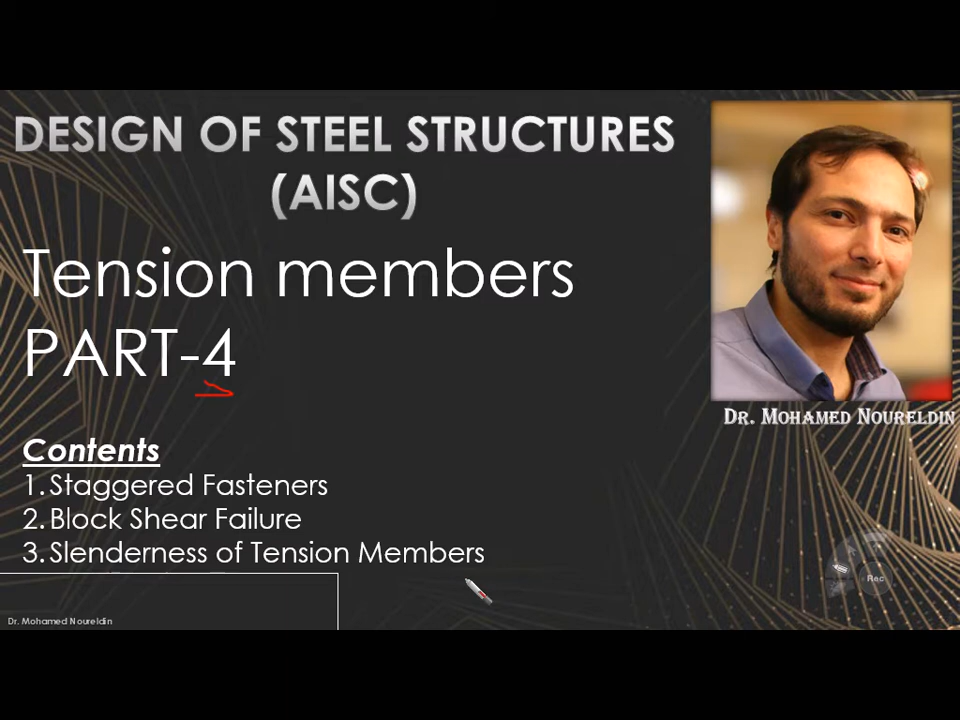 DESIGN OF STEEL STRUCTURES
(AISC)
Tension members
PART-4
DR. MOHAMED NOURELDIN
Contents
1. Staggered Fasteners
2. Block Shear Failure
3. Slenderness of Tension Members
Rec
Dr. Mohamed Noureldin